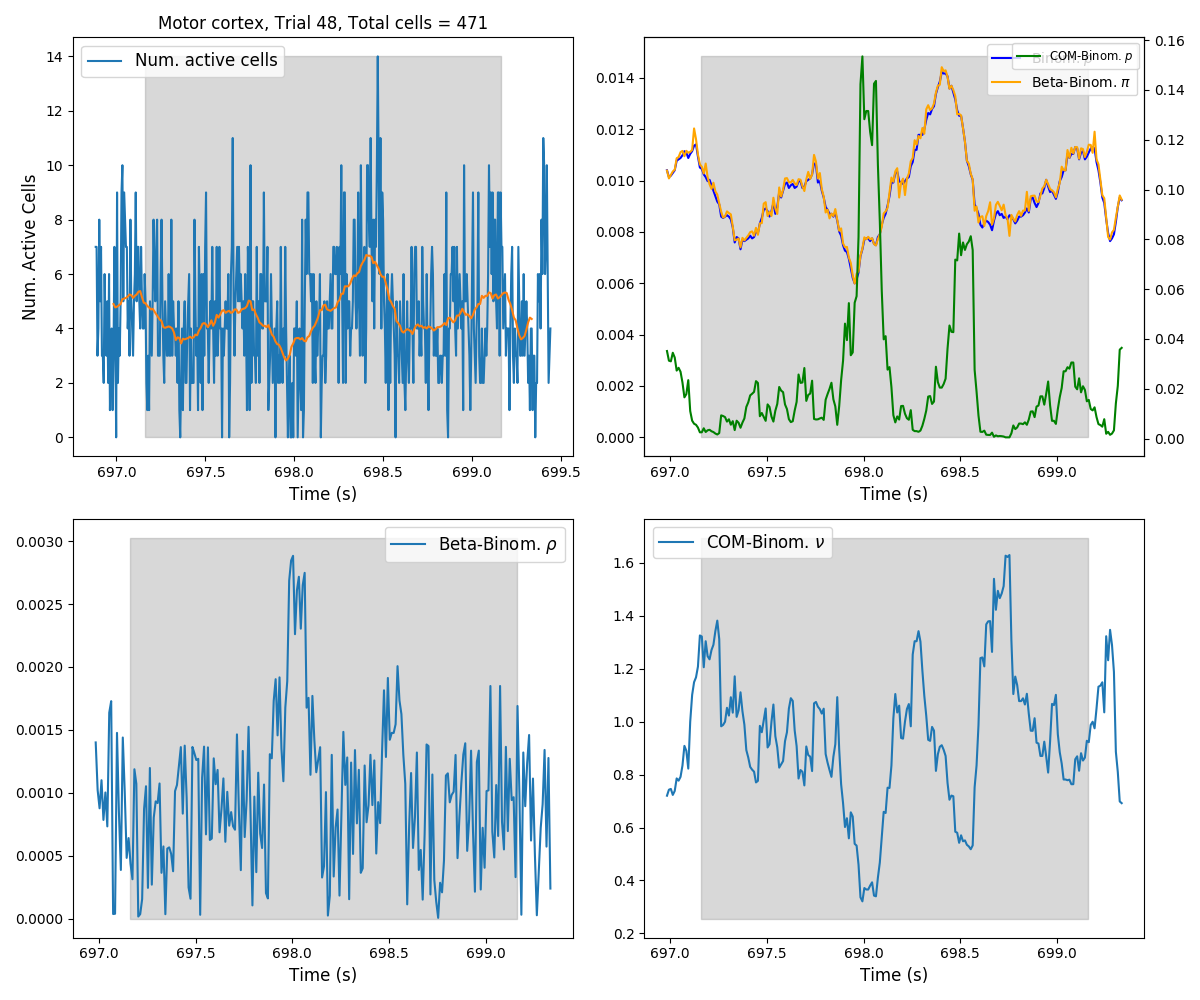 Motor cortex, Trial 48, Total cells = 471
Num. active cells
Num. Active Cells
14
12
10
8
6
4
2
0
697.0 697.5 698.0 698.5 699.0 699.5
Time (s)
COM-Binom. p
Beta-Binom. π
0.014
0.012
0.010
0.008
0.006
0.004
0.002
0.000
0.16
0.14
0.12
0.10
0.08
0.06
0.04
0.02
0.00
697.0 697.5 698.0 698.5 699.0
Time (s)
Beta-Binom. ρ
0.0030
0.0025
0.0020
0.0015
0.0010
0.0005
0.0000
697.0 697.5 698.0 698.5 699.0
Time (s)
COM-Binom. ν
1.6
1.4
1.2
1.0
0.8
0.6
0.4
0.2
697.0 697.5 698.0 698.5 699.0
Time (s)